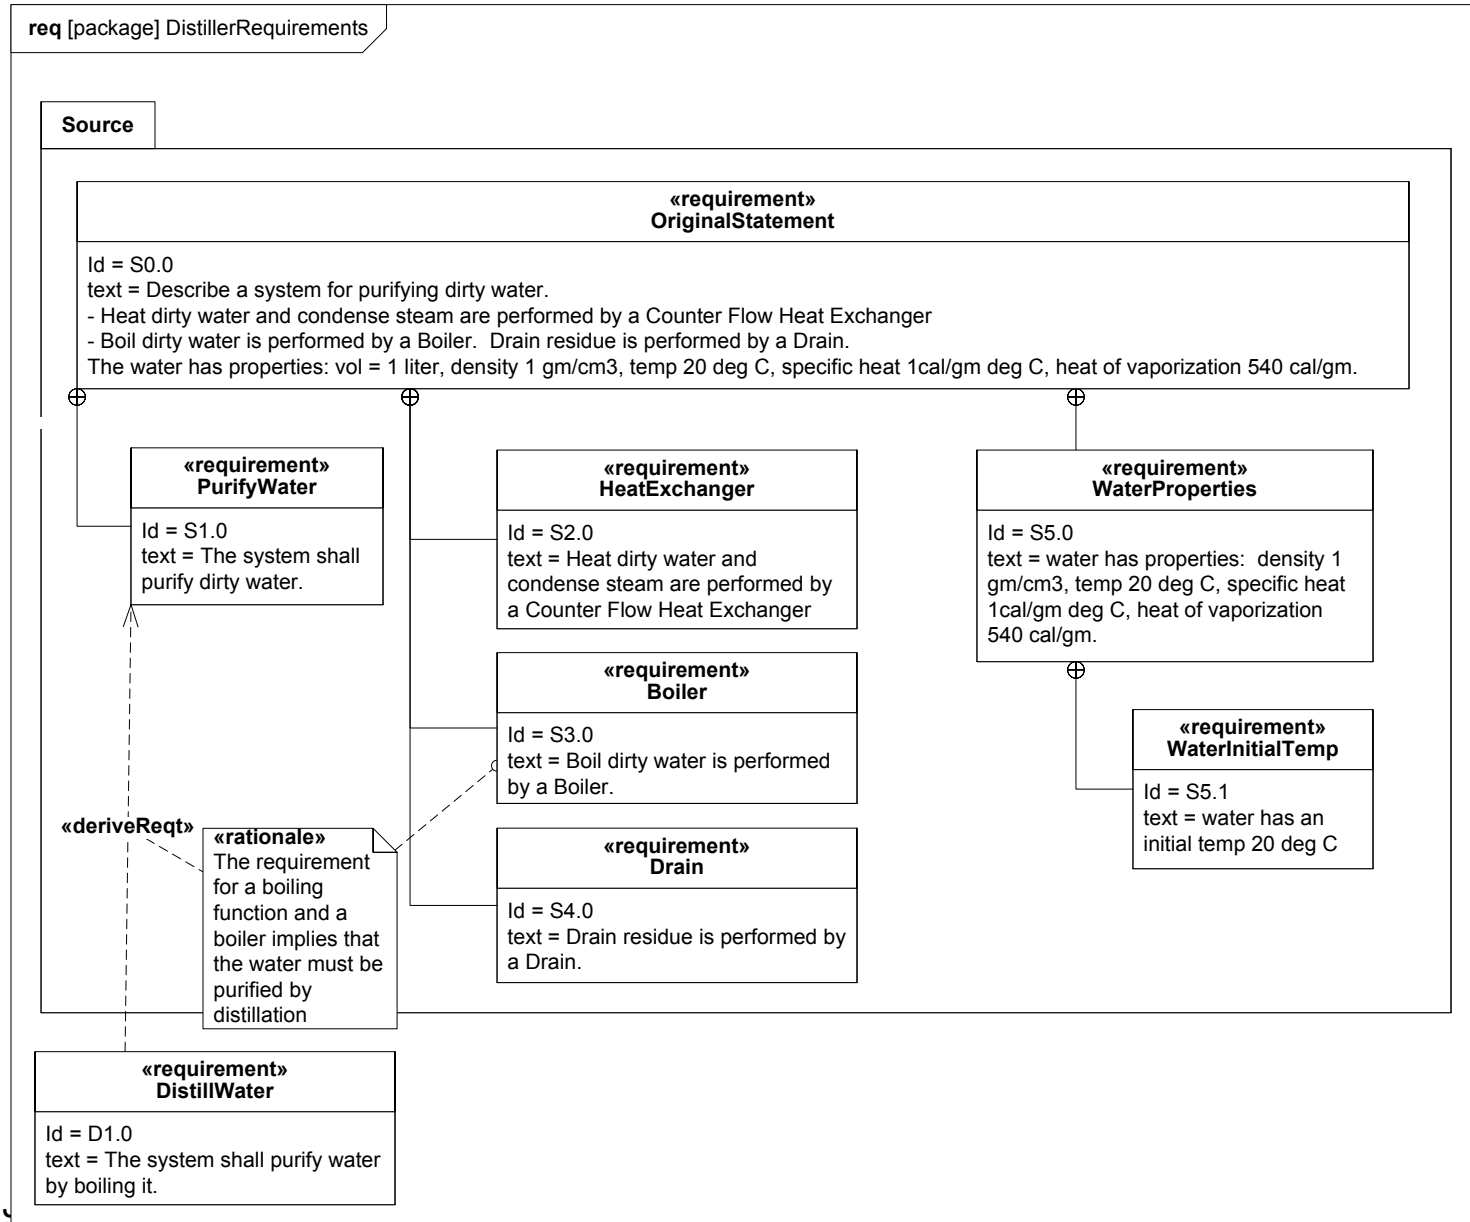 req [package] DistillerRequirements
Source
«requirement»
OriginalStatement
Id = S0.0
text = Describe a system for purifying dirty water.
- Heat dirty water and condense steam are performed by a Counter Flow Heat Exchanger
- Boil dirty water is performed by a Boiler.  Drain residue is performed by a Drain.
The water has properties: vol = 1 liter, density 1 gm/cm3, temp 20 deg C, specific heat 1cal/gm deg C, heat of vaporization 540 cal/gm.
«requirement»
PurifyWater
Id = S1.0
text = The system shall
purify dirty water.
«requirement»
HeatExchanger
Id = S2.0
text = Heat dirty water and
condense steam are performed by
a Counter Flow Heat Exchanger
«requirement»
WaterProperties
Id = S5.0
text = water has properties:  density 1
gm/cm3, temp 20 deg C, specific heat
1cal/gm deg C, heat of vaporization
540 cal/gm.
«requirement»
Boiler
Id = S3.0
text = Boil dirty water is performed
by a Boiler.
«requirement»
WaterInitialTemp
Id = S5.1
text = water has an
initial temp 20 deg C
«deriveReqt»
«rationale»
The requirement
for a boiling
function and a
boiler implies that
the water must be
purified by
distillation
«requirement»
Drain
Id = S4.0
text = Drain residue is performed by
a Drain.
«requirement»
DistillWater
Id = D1.0
text = The system shall purify water
by boiling it.